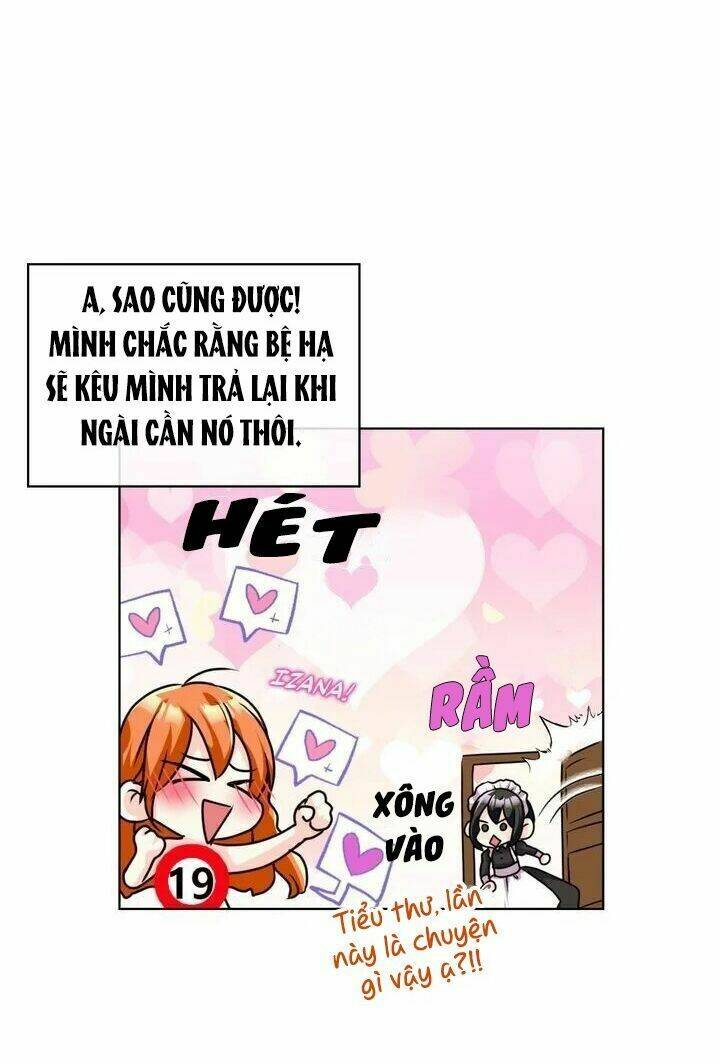 A, SAO CŨNG ĐƯỢC!
MÌNH CHẮC RẰNG BỆ HẠ
SẼ KÊU MÌNH TRẢ LẠI KHI
NGÀI CẦN NÓ THÔI.
HÉT
IZANA!
RẦM
XÔNG
VÀO
19
Tiểu thư, lần
này là chuyện
gì vậy ạ?!!